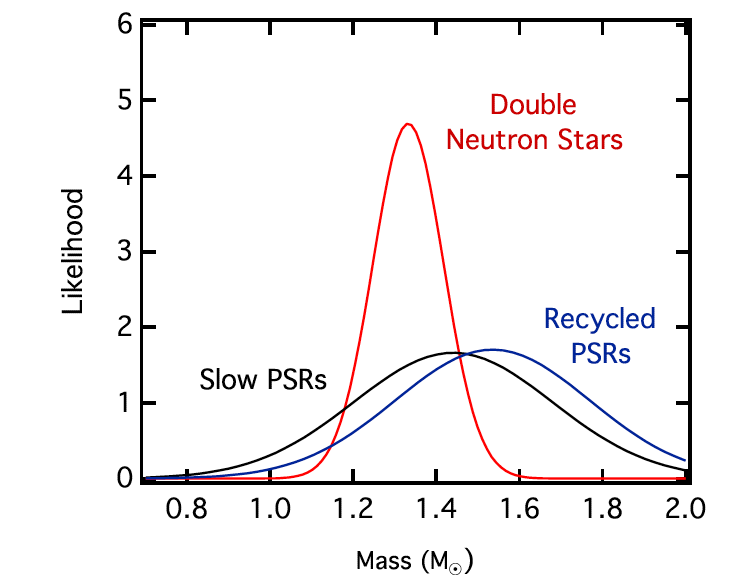 6
5
4
3
2
1
0
Likelihood
Double
Neutron Stars
Recycled
PSRs
Slow PSRs
0.8 1.0 1.2 1.4 1.6 1.8 2.0
Mass (M☉)